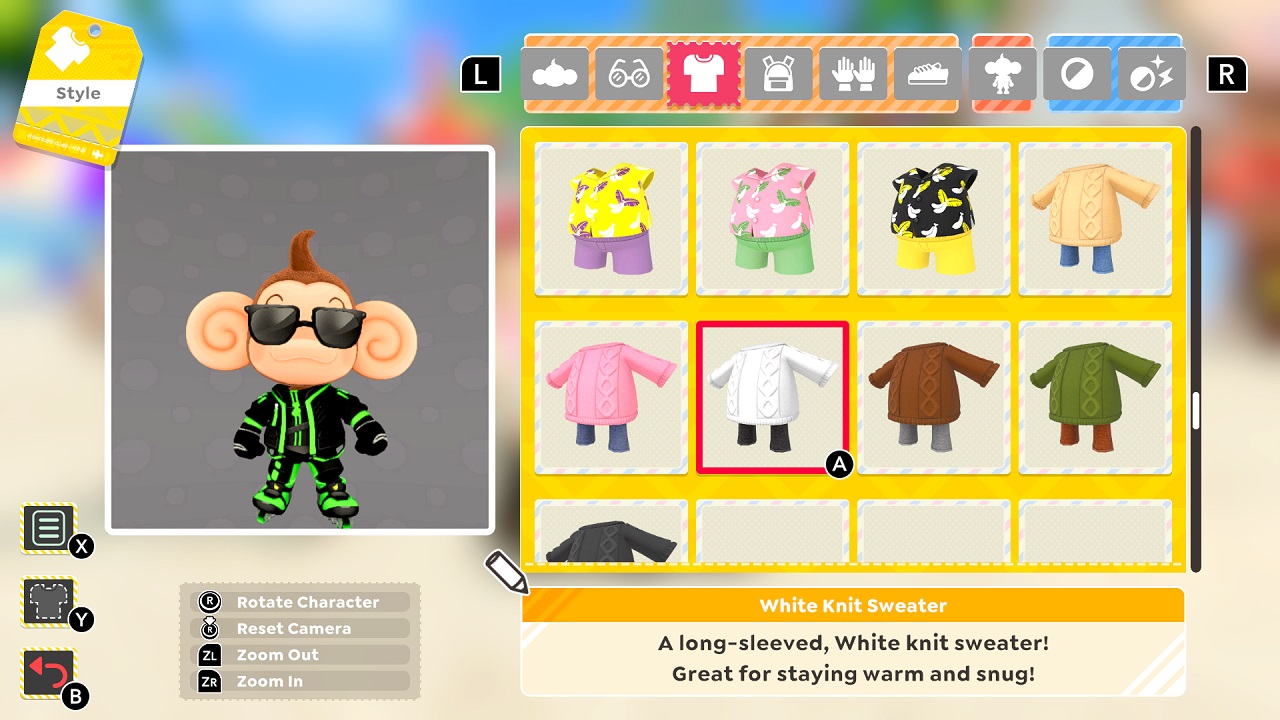 Style
L
R
A
X
Y
B
R Rotate Character
R Reset Camera
ZL Zoom Out
ZR Zoom In
White Knit Sweater
A long-sleeved, White knit sweater!
Great for staying warm and snug!